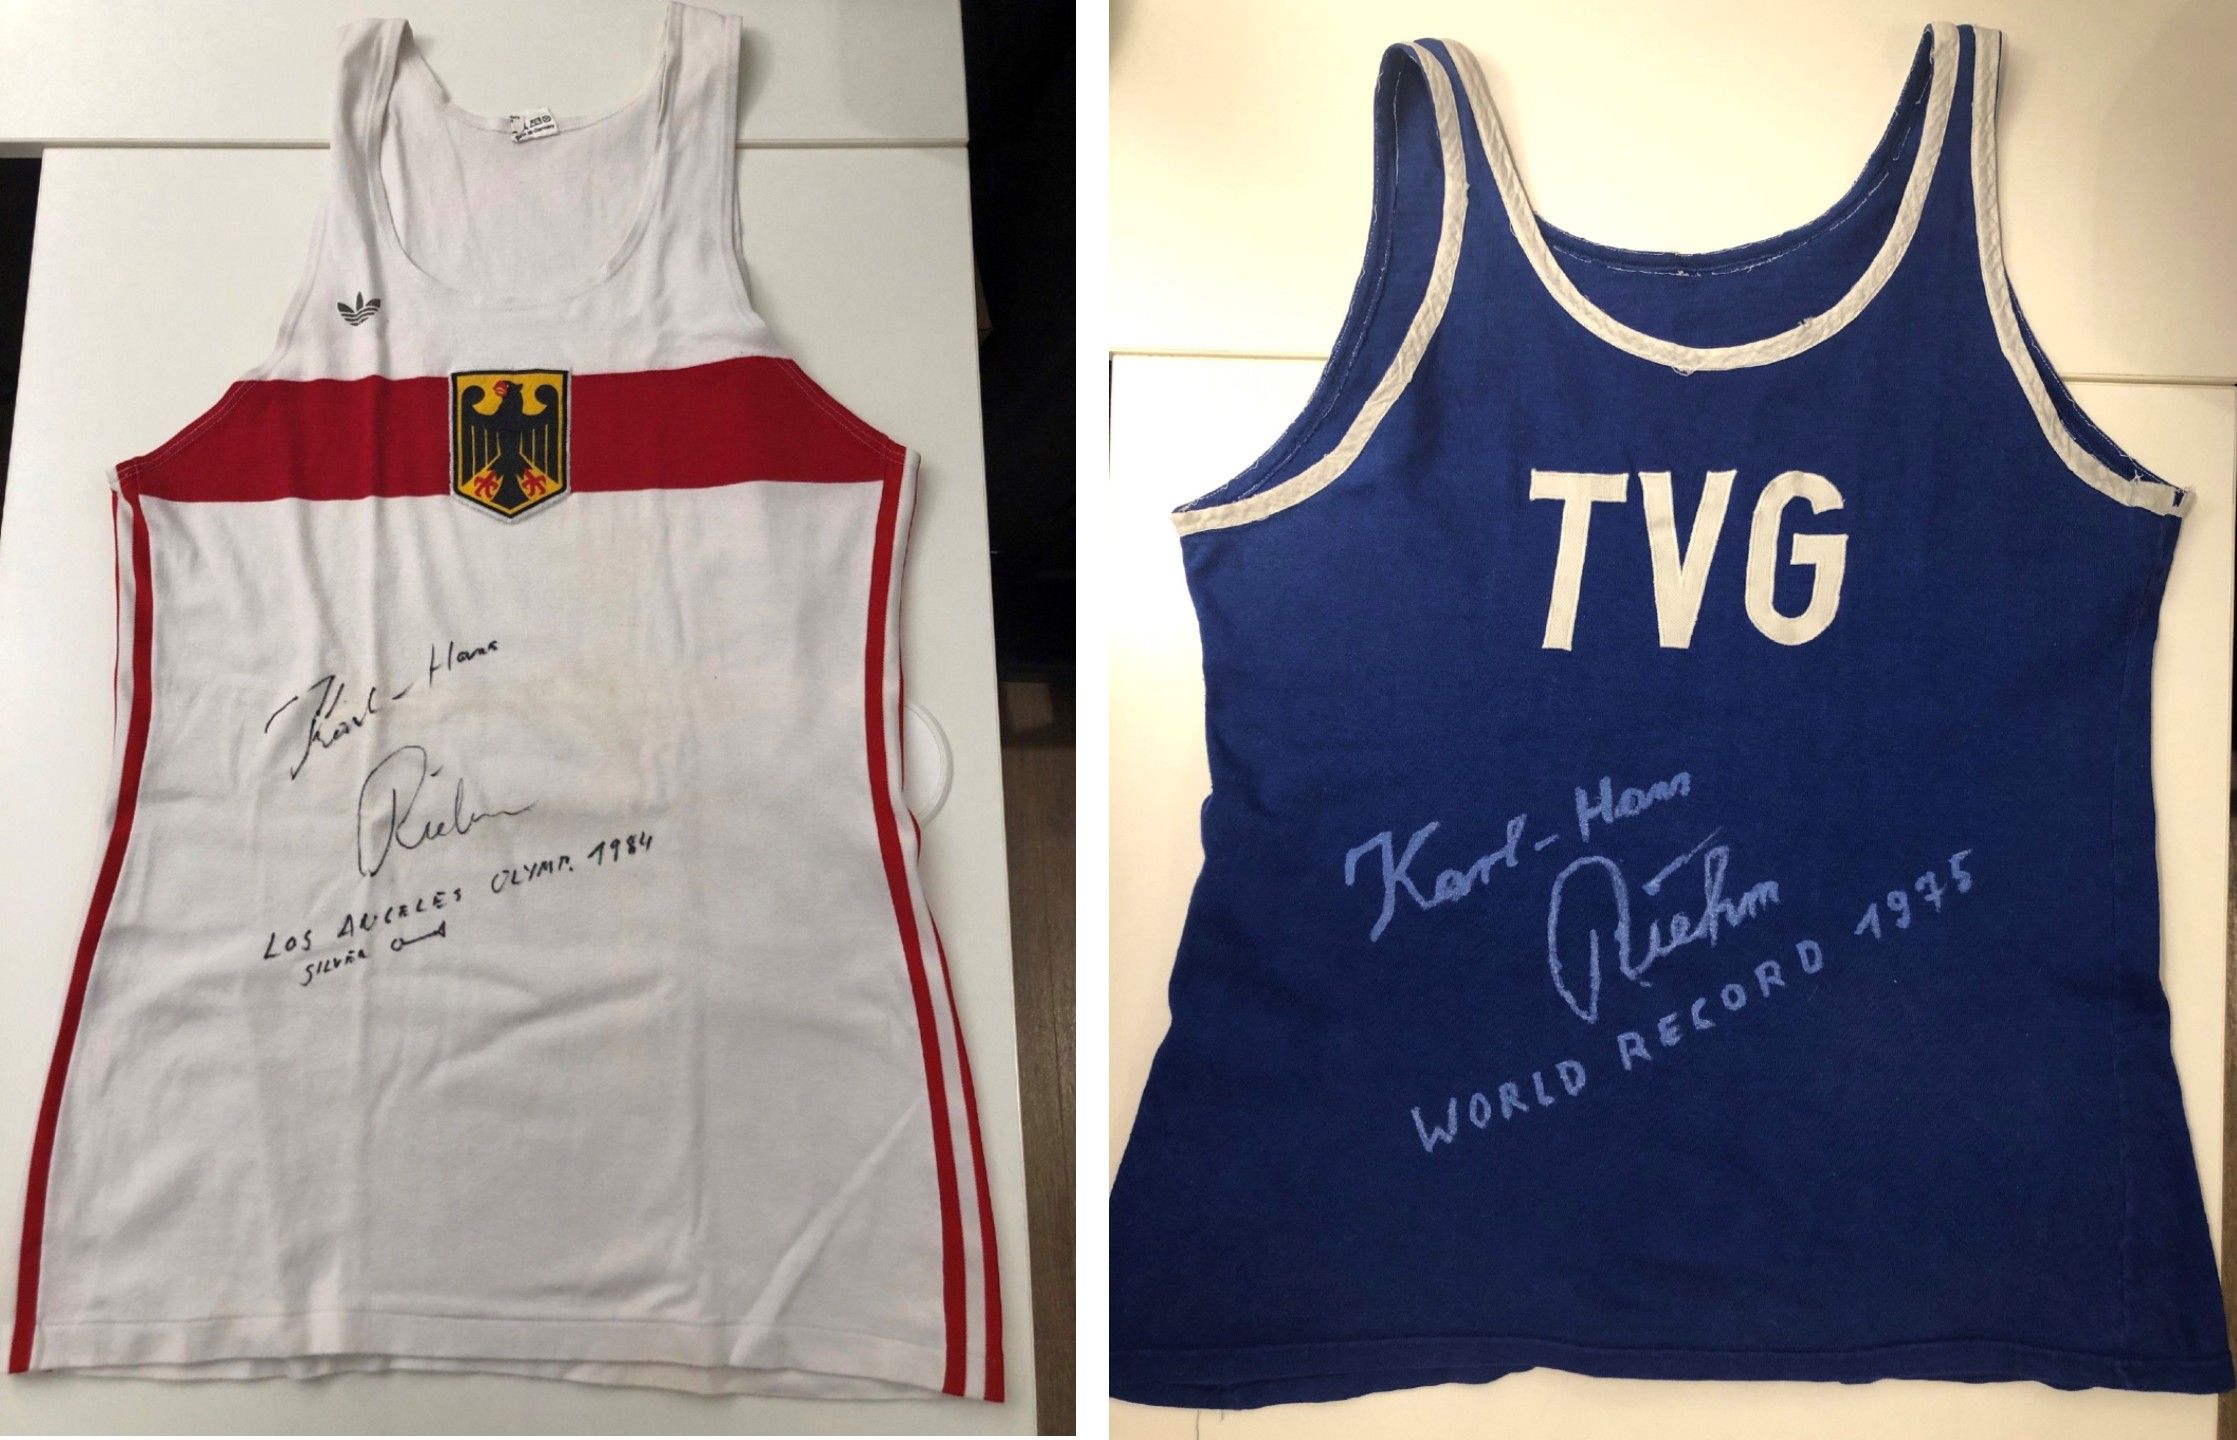 Karl-Hans
Riehm
LOS ANGELES OLYMP. 1984
SILVER
TVG
Karl-Hans
Riehm
WORLD RECORD 1975